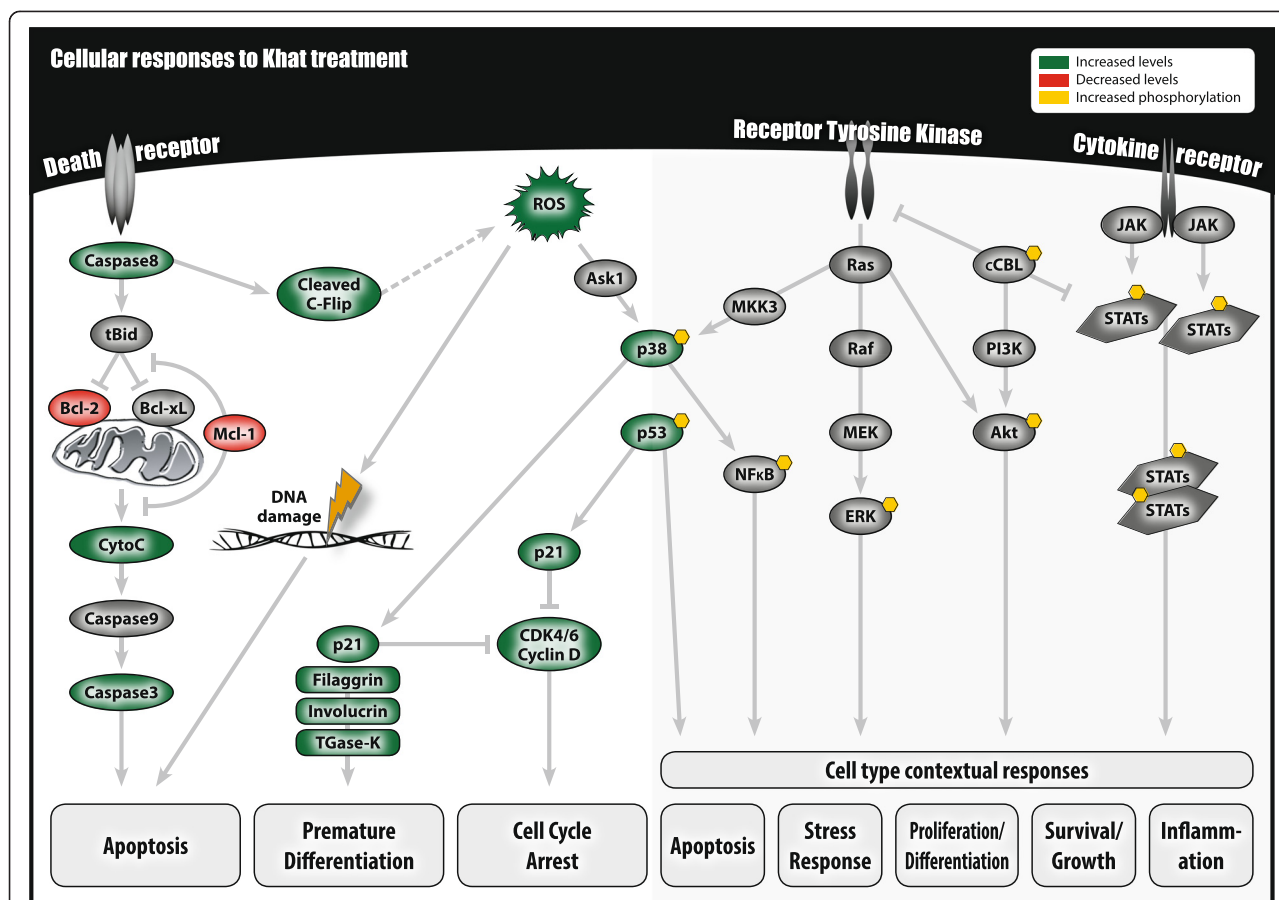 Cellular responses to Khat treatment
Increased levels
Decreased levels
Increased phosphorylation
Death receptor
Receptor Tyrosine Kinase
Cytokine receptor
ROS
JAK
JAK
Caspase8
Cleaved
C-Flip
Ask1
Ras
cCBL
MKK3
STATs
STATs
tBid
p38
Raf
PI3K
Bcl-2
Bcl-xL
Mcl-1
p53
MEK
Akt
NFκB
STATs
STATs
DNA
damage
ERK
CytoC
p21
Caspase9
p21
CDK4/6
Cyclin D
Filaggrin
Caspase3
Involucrin
TGase-K
Cell type contextual responses
Apoptosis
Premature
Differentiation
Cell Cycle
Arrest
Apoptosis
Stress
Response
Proliferation/
Differentiation
Survival/
Growth
Inflamm-
ation